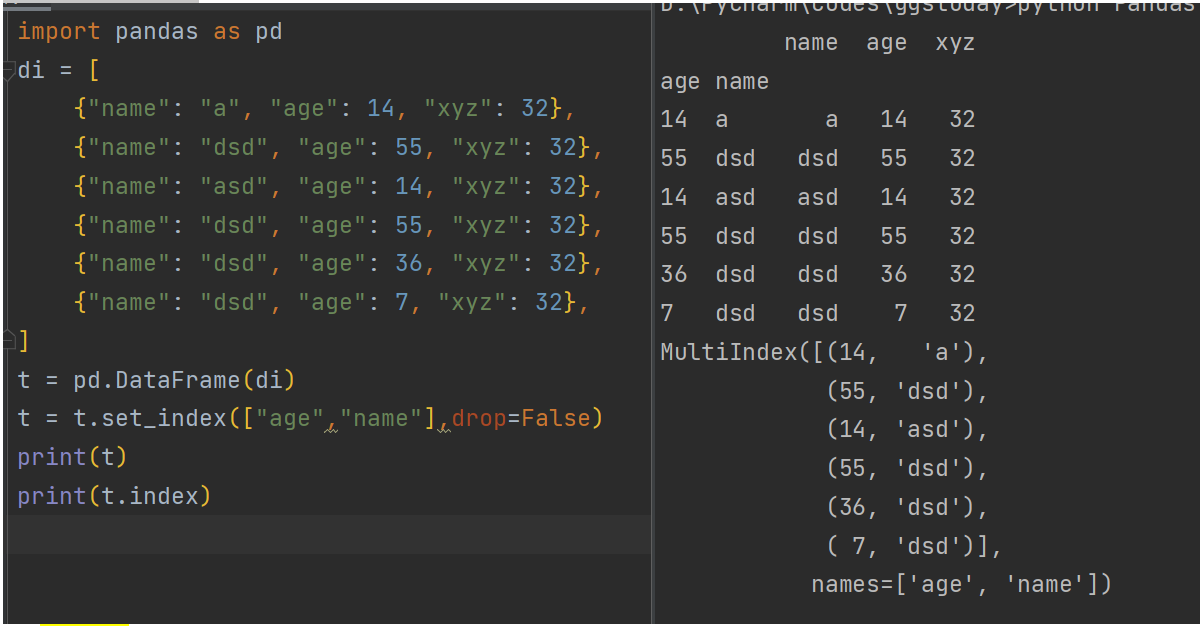 import pandas as pd
di = [
    {"name": "a", "age": 14, "xyz": 32},
    {"name": "dsd", "age": 55, "xyz": 32},
    {"name": "asd", "age": 14, "xyz": 32},
    {"name": "dsd", "age": 55, "xyz": 32},
    {"name": "dsd", "age": 36, "xyz": 32},
    {"name": "dsd", "age": 7, "xyz": 32},
]
t = pd.DataFrame(di)
t = t.set_index(["age","name"],drop=False)
print(t)
print(t.index)
D:\Pycharm\codes\ggstoday>python Pandas
         name  age  xyz
age name
14  a       a   14   32
55  dsd   dsd   55   32
14  asd   asd   14   32
55  dsd   dsd   55   32
36  dsd   dsd   36   32
7   dsd   dsd    7   32
MultiIndex([(14,   'a'),
            (55, 'dsd'),
            (14, 'asd'),
            (55, 'dsd'),
            (36, 'dsd'),
            ( 7, 'dsd')],
           names=['age', 'name'])